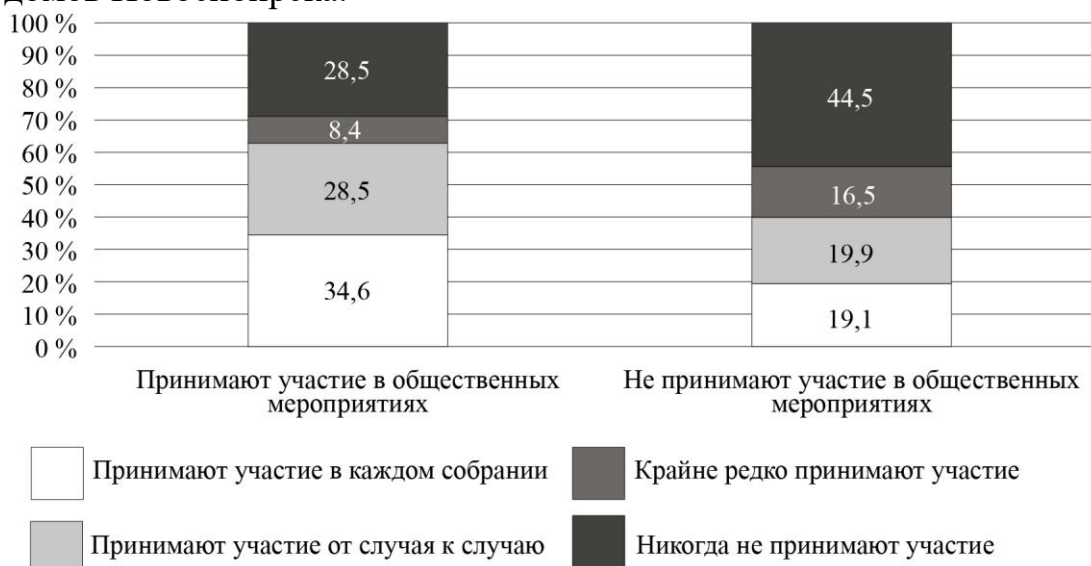 100 %
90 %
80 %
70 %
60 %
50 %
40 %
30 %
20 %
10 %
0 %
28,5
8,4
28,5
34,6
44,5
16,5
19,9
19,1
Принимают участие в общественных
мероприятиях
Не принимают участие в общественных
мероприятиях
Принимают участие в каждом собрании
Крайне редко принимают участие
Принимают участие от случая к случаю
Никогда не принимают участие